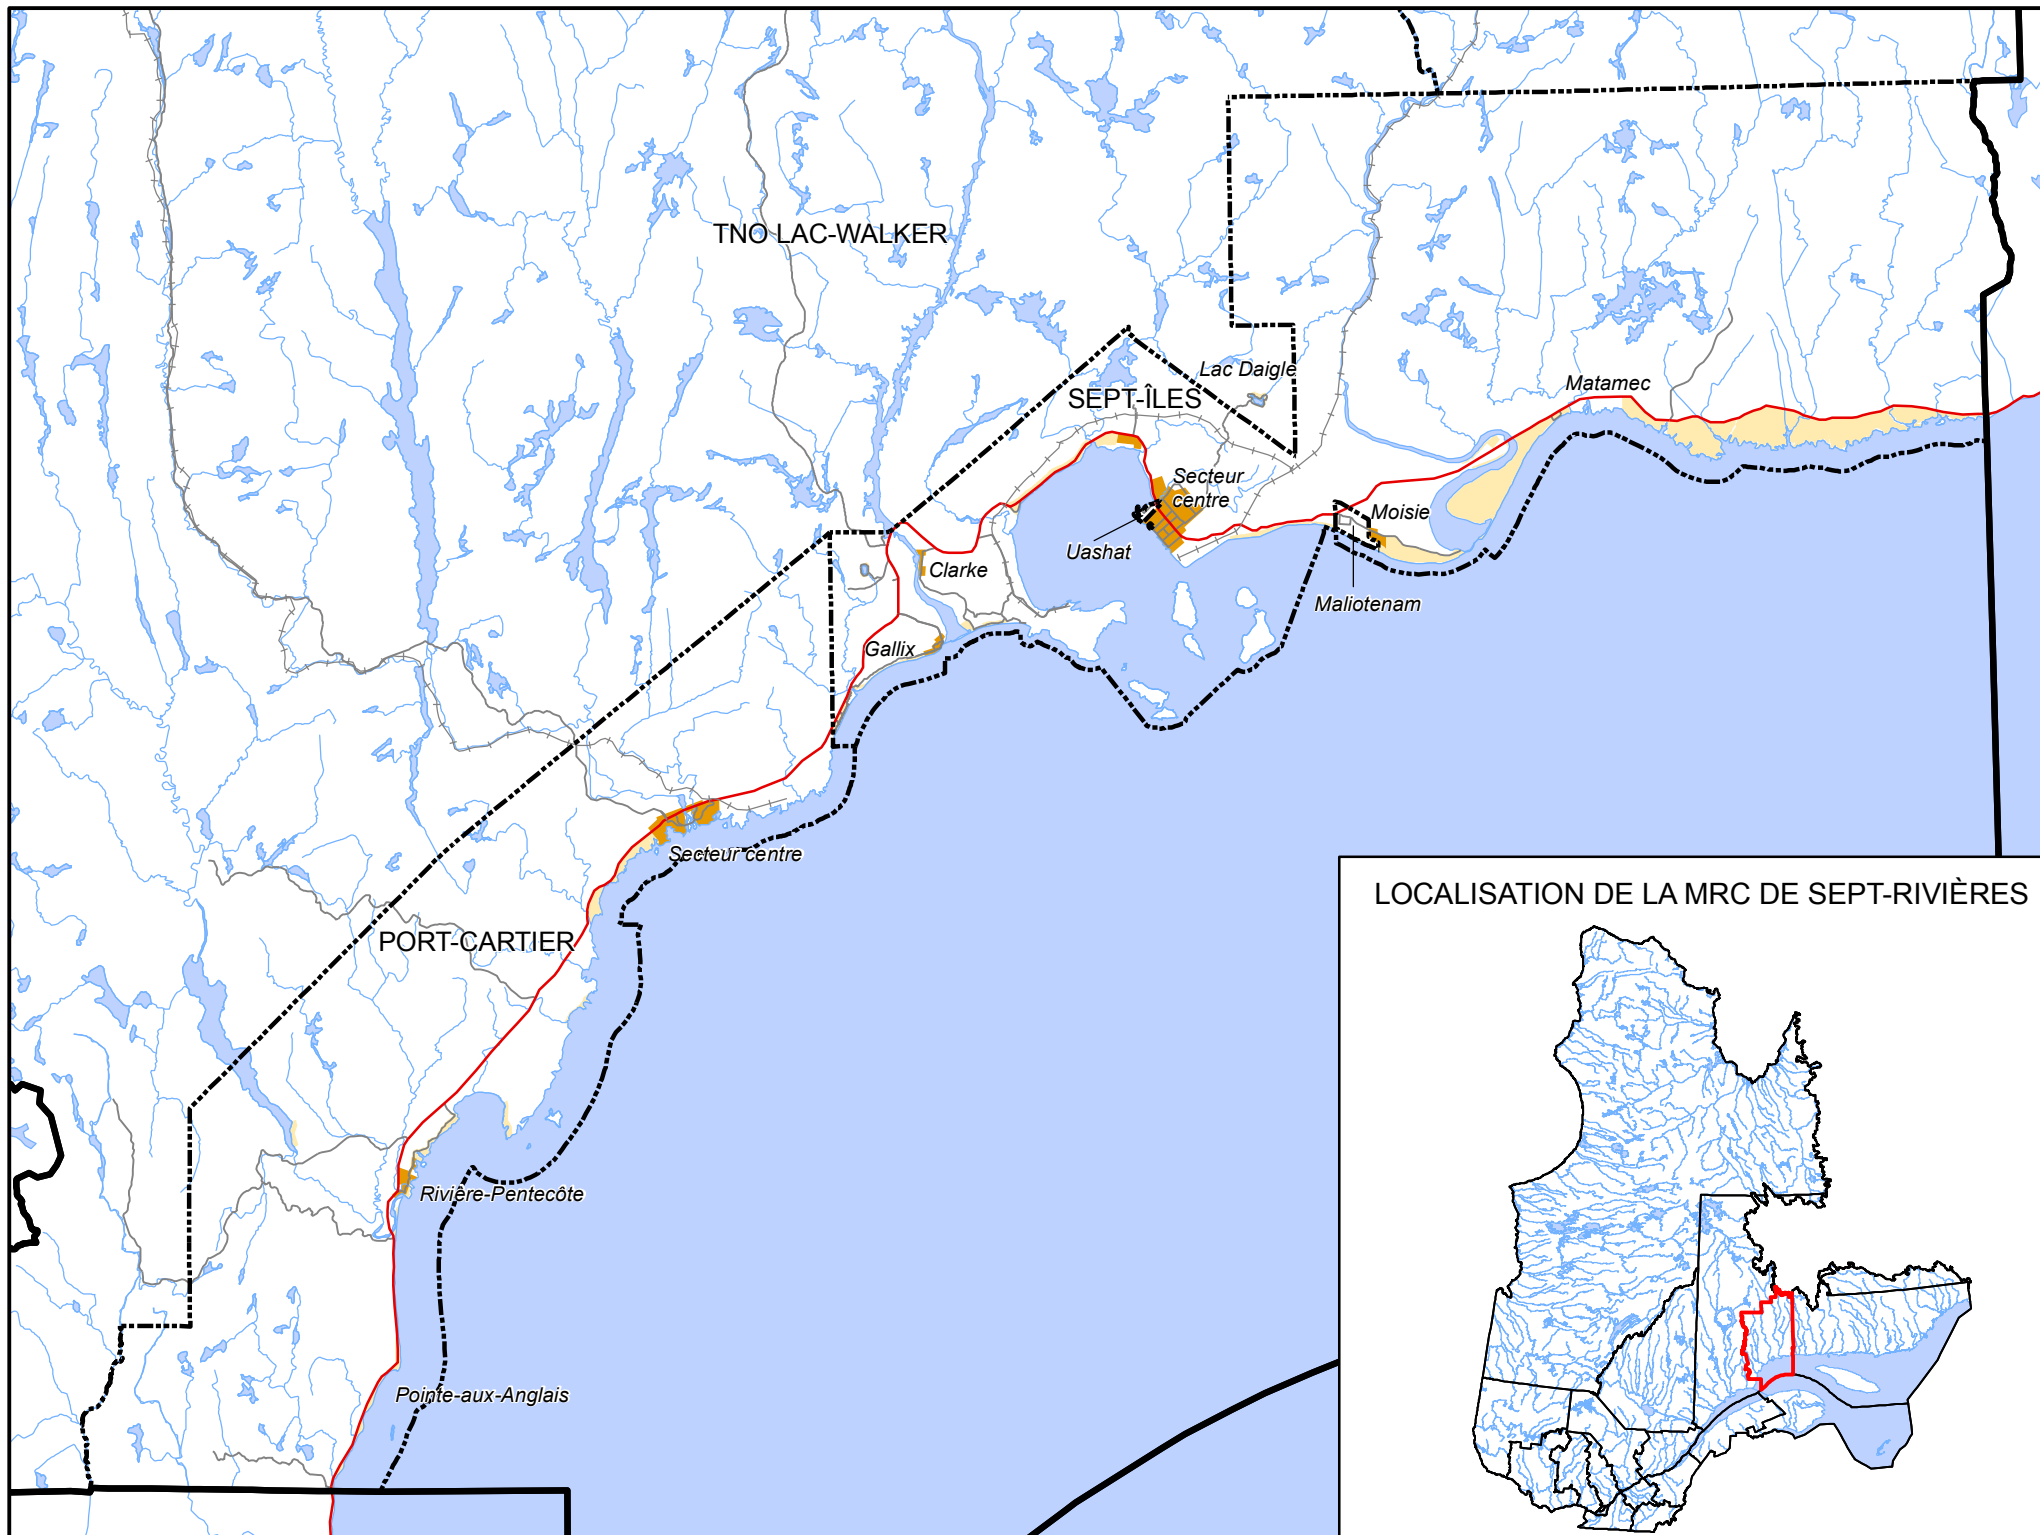 TNO LAC-WALKER
Lac Daigle
SEPT-ÎLES
Matamec
Secteur
centre
Moisie
Uashat
Clarke
Maliotenam
Gallix
Secteur centre
PORT-CARTIER
LOCALISATION DE LA MRC DE SEPT-RIVIÈRES
Rivière-Pentecôte
Pointe-aux-Anglais